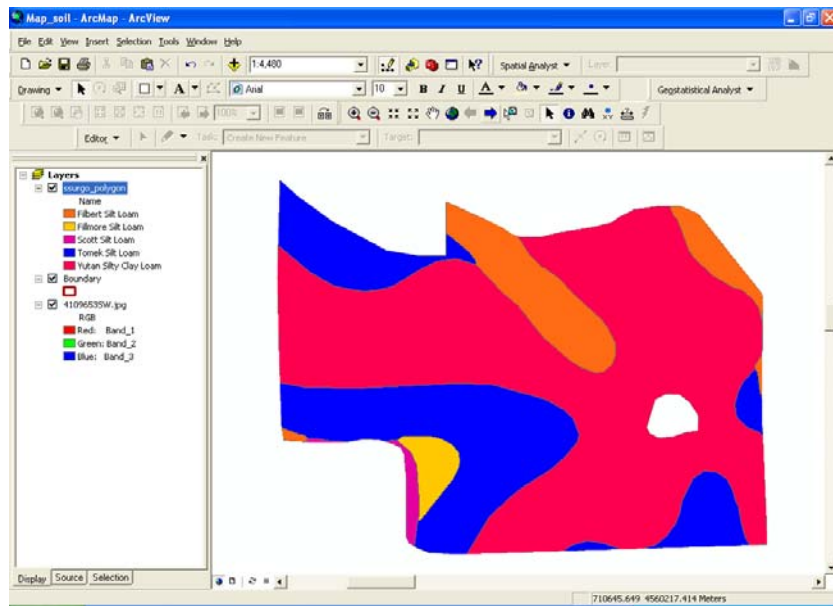 Map_soil - ArcMap - ArcView
File Edit View Insert Selection Tools Window Help
1:4,480 Spatial Analyst Layer:
Drawing A Arial 10 B I U A Geostatistical Analyst
100%
Editor Task: Create New Feature Target:
Layers
ssurgo_polygon
Name
Filbert Silt Loam
Fillmore Silt Loam
Scott Silt Loam
Tomek Silt Loam
Yutan Silty Clay Loam
Boundary
41096535W.jpg
RGB
Red: Band_1
Green: Band_2
Blue: Band_3
Display Source Selection
710645.649 4560217.414 Meters